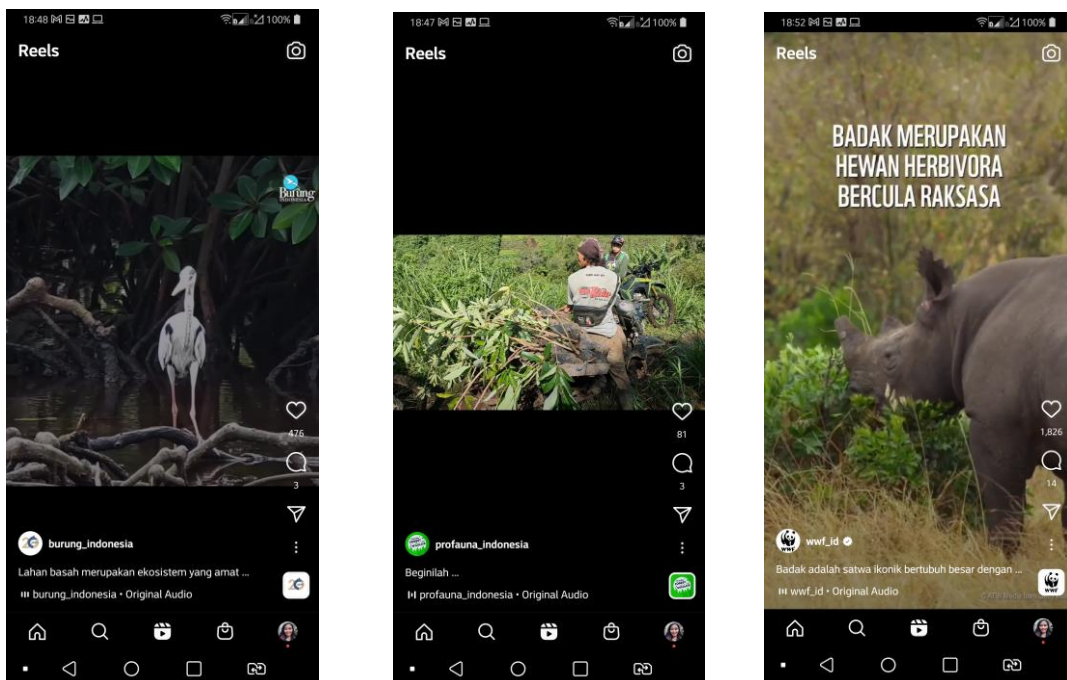 18:48 100%
Reels
Burung
INDONESIA
476
3
burung_indonesia
Lahan basah merupakan ekosistem yang amat ...
burung_indonesia • Original Audio
18:47 100%
Reels
81
3
profauna_indonesia
Beginilah ...
profauna_indonesia • Original Audio
18:52 100%
Reels
BADAK MERUPAKAN
HEWAN HERBIVORA
BERCULA RAKSASA
1,826
14
wwf_id
Badak adalah satwa ikonik bertubuh besar dengan ...
wwf_id • Original Audio
WWF